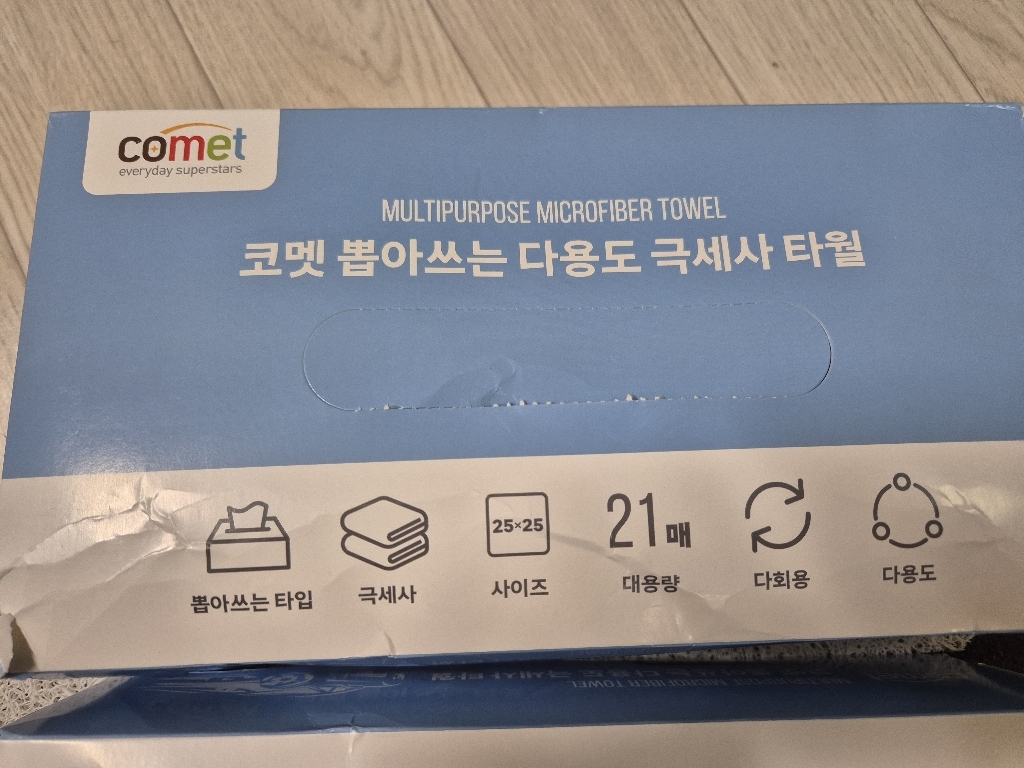 comet
everyday superstars
MULTIPURPOSE MICROFIBER TOWEL
코멧 뽑아쓰는 다용도 극세사 타월
25×25
21매
뽑아쓰는 타입
극세사
사이즈
대용량
다회용
다용도